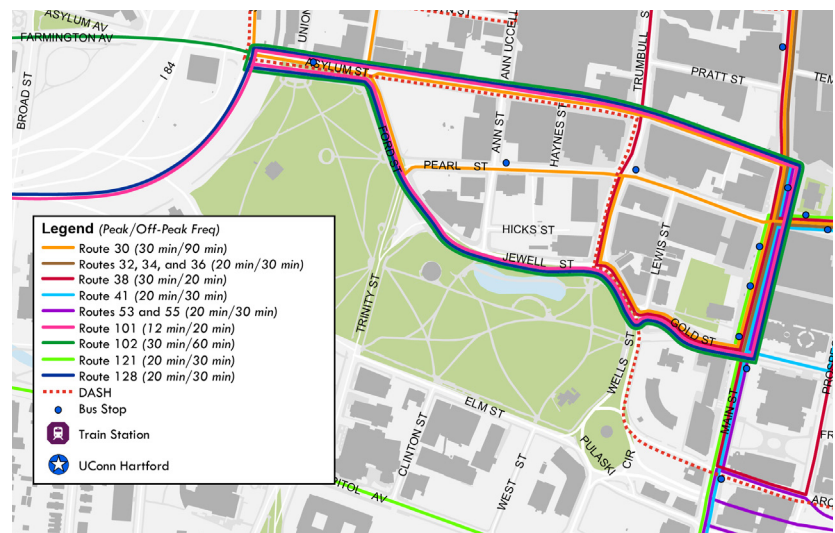 ASYLUM AV
FARMINGTON AV
BROAD ST
I 84
UNION
ASYLUM ST
ANN UCCEL
TRUMBULL S
PRATT ST
TEM
FORD ST
ANN ST
HAYNES ST
PEARL ST
HICKS ST
JEWELL ST
LEWIS ST
GOLD ST
TRINITY ST
WELLS ST
MAIN ST
PROSPE
ELM ST
CLINTON ST
WEST ST
PULASKI CIR
FR
ARC
PITOL AV
Legend (Peak/Off-Peak Freq)
Route 30 (30 min/90 min)
Routes 32, 34, and 36 (20 min/30 min)
Route 38 (30 min/20 min)
Route 41 (20 min/30 min)
Routes 53 and 55 (20 min/30 min)
Route 101 (12 min/20 min)
Route 102 (30 min/60 min)
Route 121 (20 min/30 min)
Route 128 (20 min/30 min)
DASH
Bus Stop
Train Station
UConn Hartford